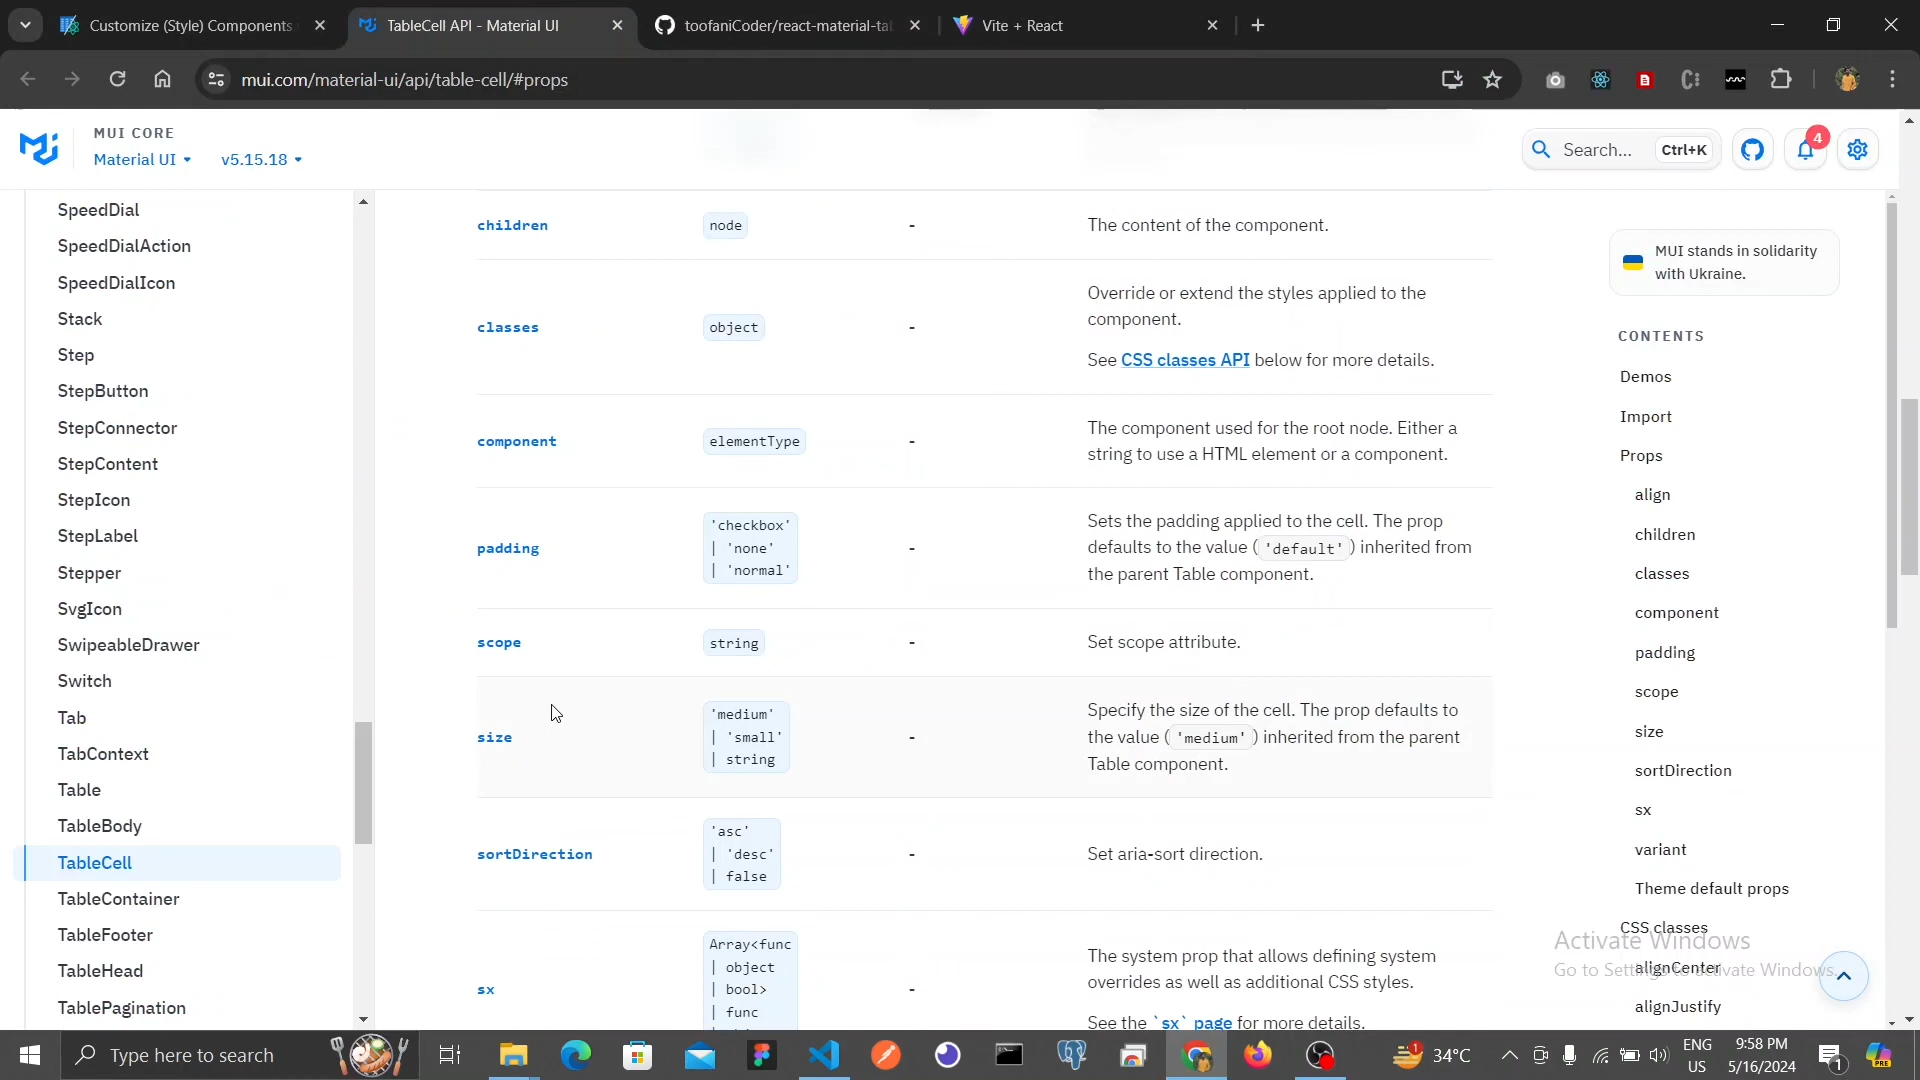 Customize (Style) Components
TableCell API - Material UI
toofaniCoder/react-material-ta
Vite + React
mui.com/material-ui/api/table-cell/#props
MUI CORE
Material UI
v5.15.18
Search...
Ctrl+K
4
SpeedDial
SpeedDialAction
SpeedDialIcon
Stack
Step
StepButton
StepConnector
StepContent
StepIcon
StepLabel
Stepper
SvgIcon
SwipeableDrawer
Switch
Tab
TabContext
Table
TableBody
TableCell
TableContainer
TableFooter
TableHead
TablePagination
children
node
-
The content of the component.
classes
object
-
Override or extend the styles applied to the
component.
See CSS classes API below for more details.
component
elementType
-
The component used for the root node. Either a
string to use a HTML element or a component.
padding
'checkbox'
| 'none'
| 'normal'
-
Sets the padding applied to the cell. The prop
defaults to the value ( 'default' ) inherited from
the parent Table component.
scope
string
-
Set scope attribute.
size
'medium'
| 'small'
| string
-
Specify the size of the cell. The prop defaults to
the value ( 'medium' ) inherited from the parent
Table component.
sortDirection
'asc'
| 'desc'
| false
-
Set aria-sort direction.
sx
Array<func
| object
| bool>
| func
-
The system prop that allows defining system
overrides as well as additional CSS styles.
See the `sx` page for more details.
MUI stands in solidarity
with Ukraine.
CONTENTS
Demos
Import
Props
align
children
classes
component
padding
scope
size
sortDirection
sx
variant
Theme default props
CSS classes
alignCenter
alignJustify
Activate Windows
Go to Settings to activate Windows.
Type here to search
1
34°C
ENG
US
9:58 PM
5/16/2024
1
PRE